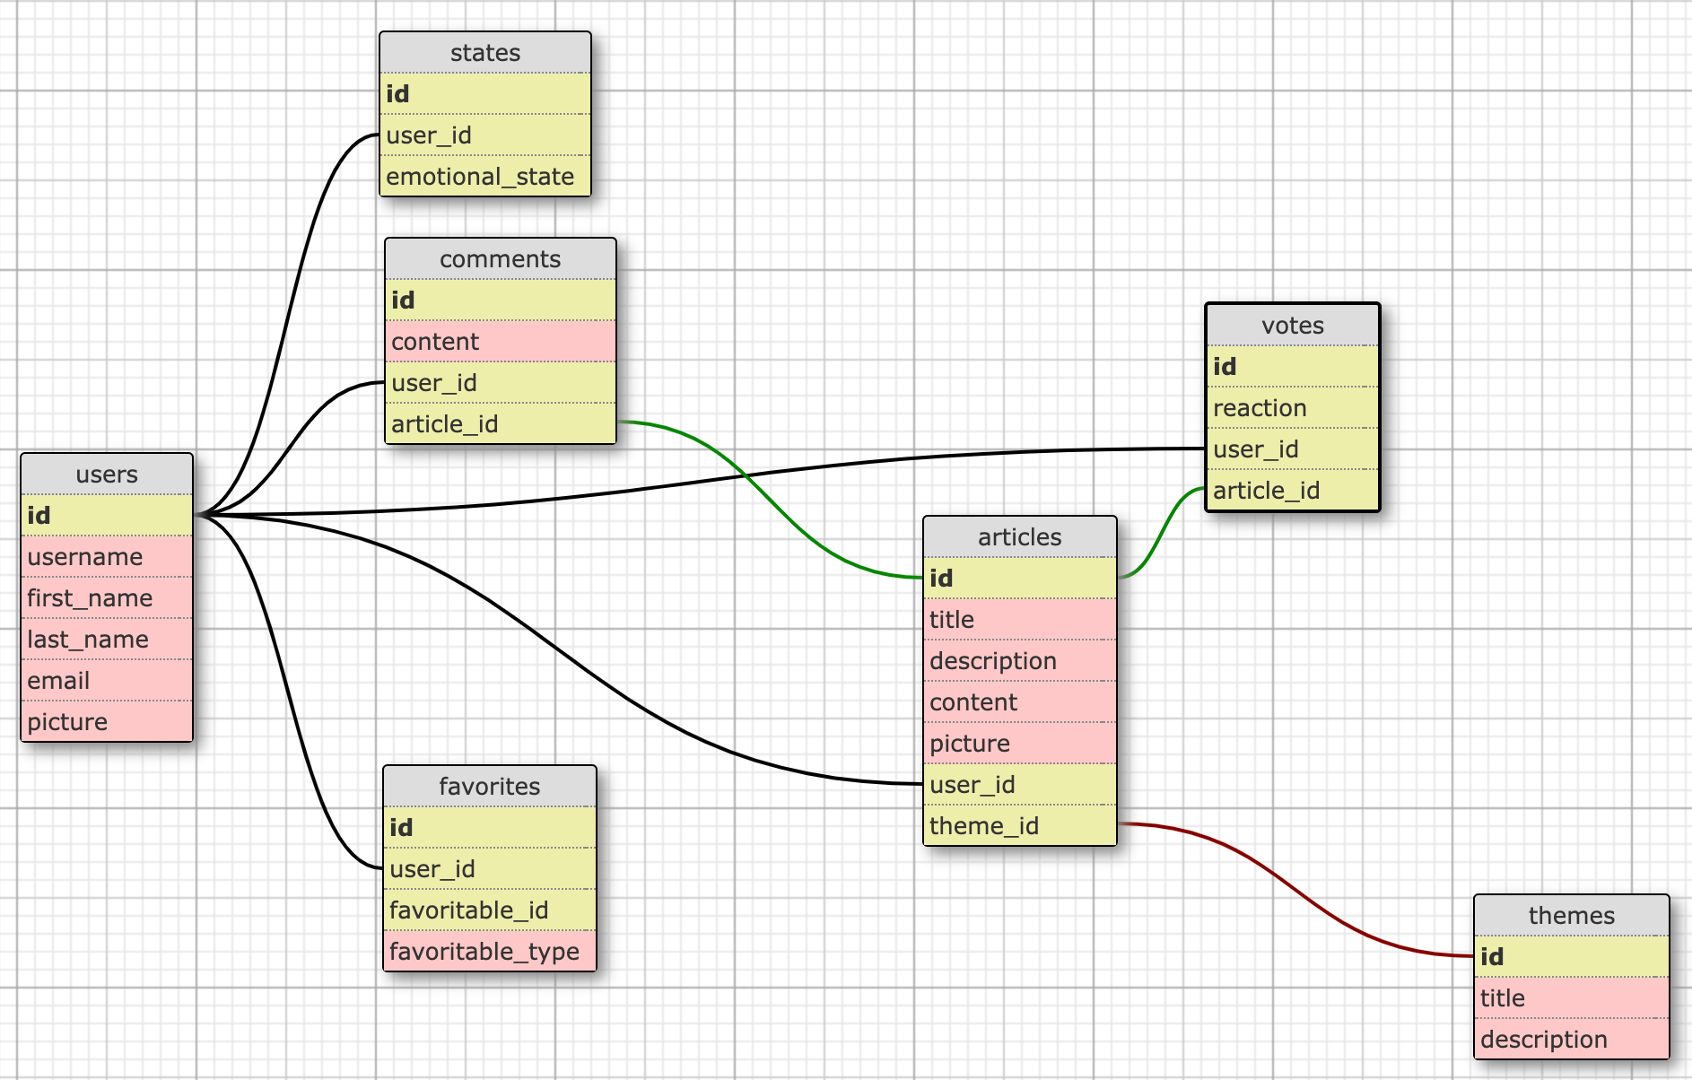 states
id
user_id
emotional_state
comments
id
content
user_id
article_id
votes
id
reaction
user_id
article_id
users
id
username
first_name
last_name
email
picture
articles
id
title
description
content
picture
user_id
theme_id
favorites
id
user_id
favoritable_id
favoritable_type
themes
id
title
description